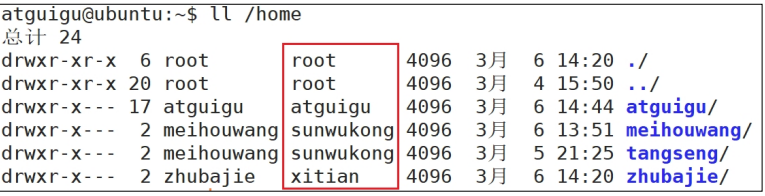 atguigu@ubuntu:~$ ll /home
总计 24
drwxr-xr-x  6 root      root      4096  3月   6 14:20 ./
drwxr-xr-x 20 root      root      4096  3月   4 15:50 ../
drwxr-x--- 17 atguigu   atguigu   4096  3月   6 14:44 atguigu/
drwxr-x---  2 meihouwang sunwukong 4096  3月   6 13:51 meihouwang/
drwxr-x---  2 meihouwang sunwukong 4096  3月   5 21:25 tangseng/
drwxr-x---  2 zhubajie  xitian    4096  3月   6 14:20 zhubajie/